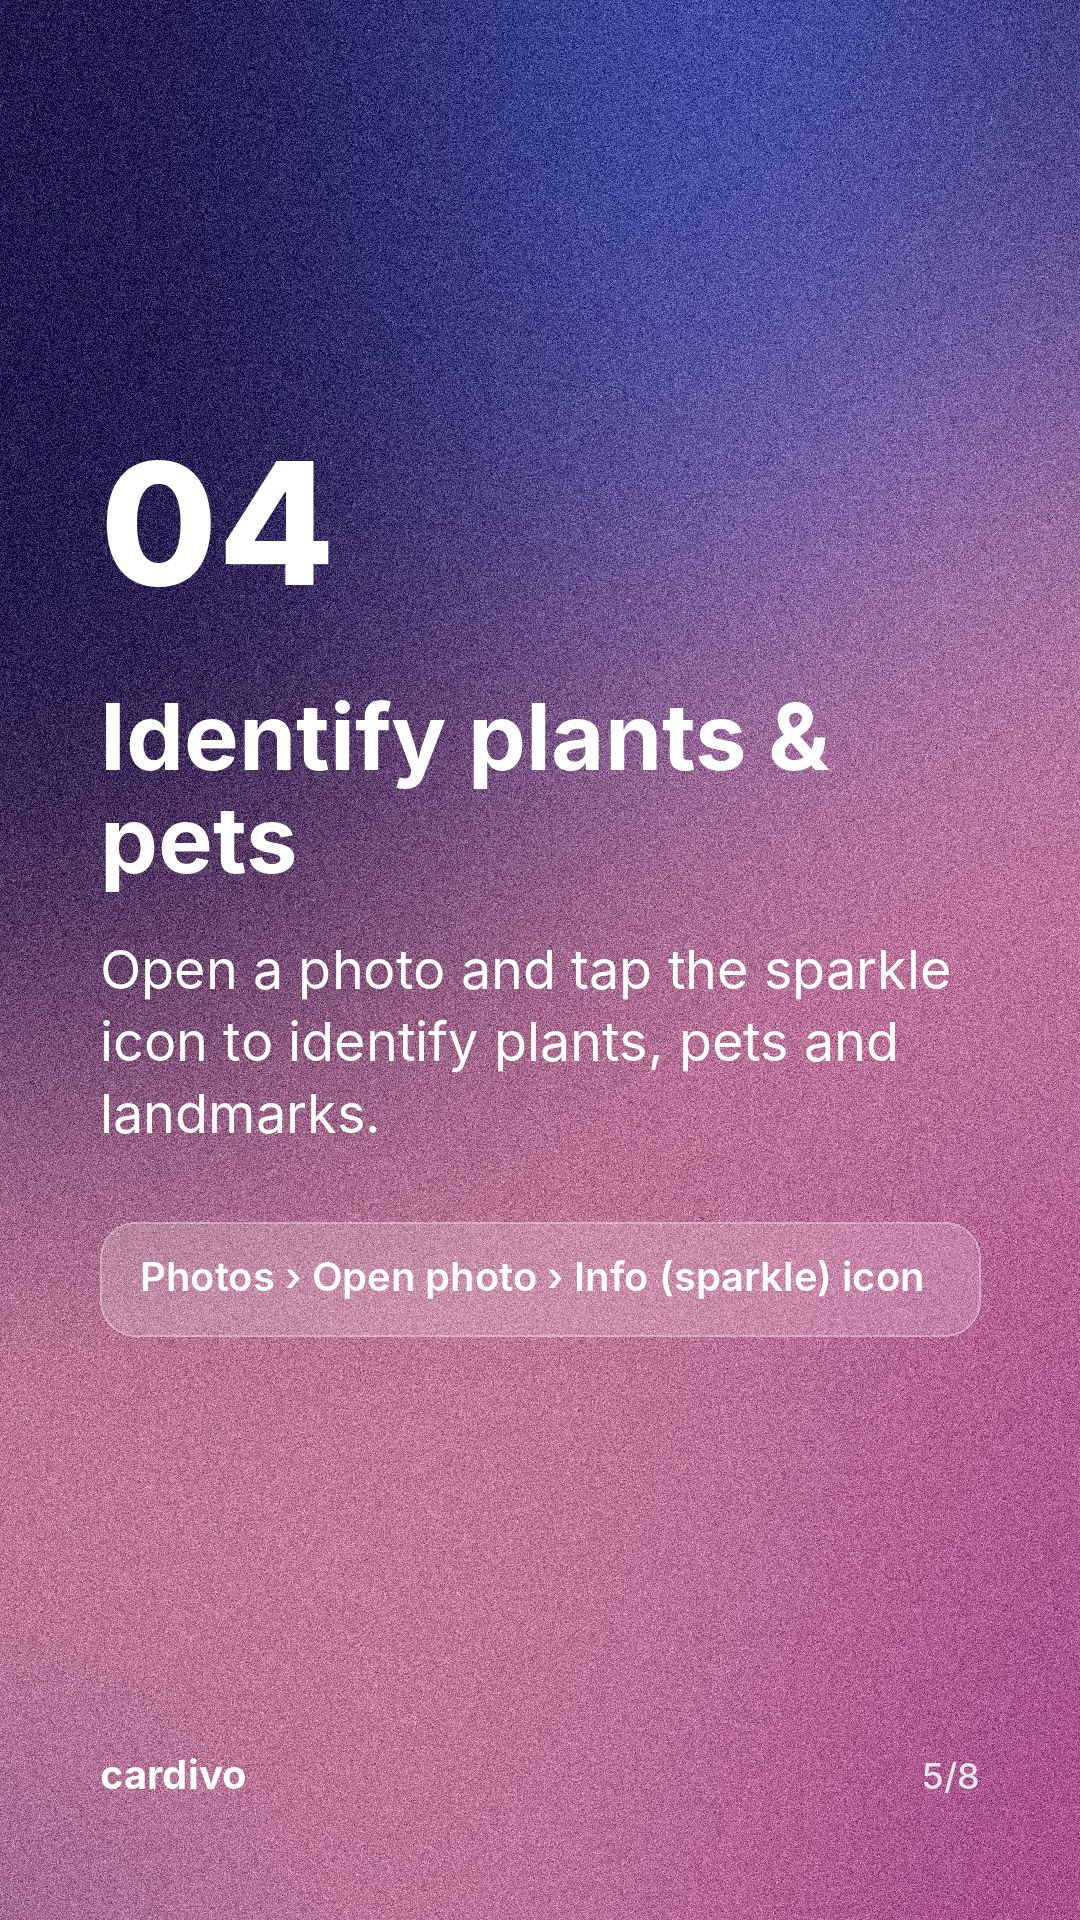 04
Identify plants &
pets
Open a photo and tap the sparkle
icon to identify plants, pets and
landmarks.
Photos › Open photo › Info (sparkle) icon
cardivo
5/8